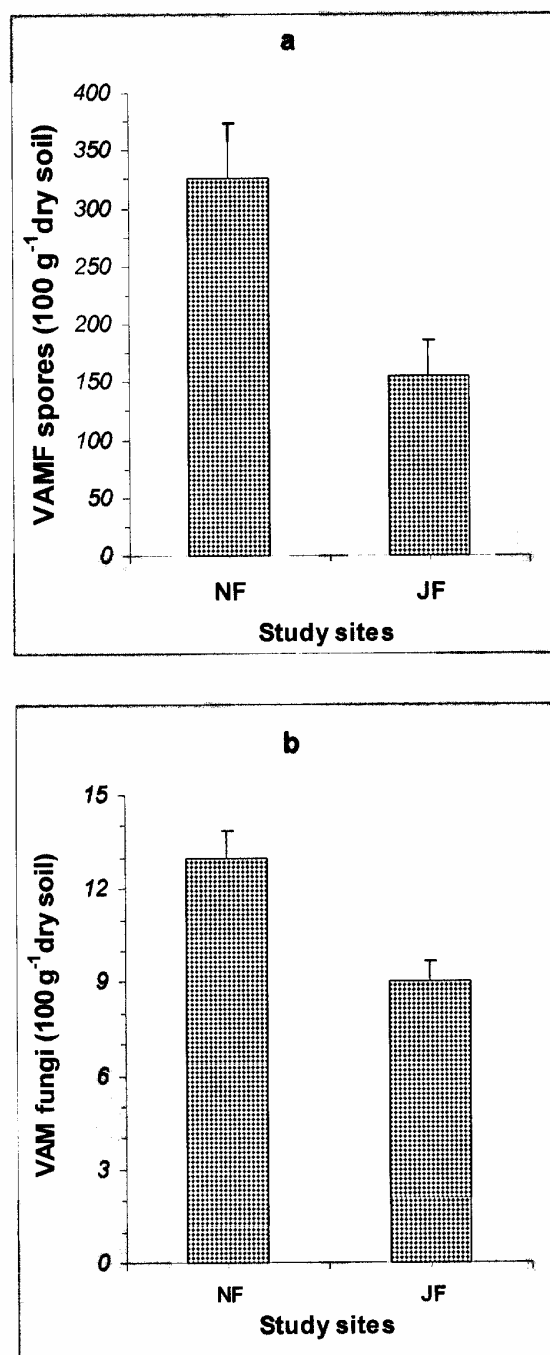 a
VAMF spores (100 g⁻¹dry soil)
400
350
300
250
200
150
100
50
0
NF JF
Study sites
b
VAM fungi (100 g⁻¹dry soil)
15
12
9
6
3
0
NF JF
Study sites